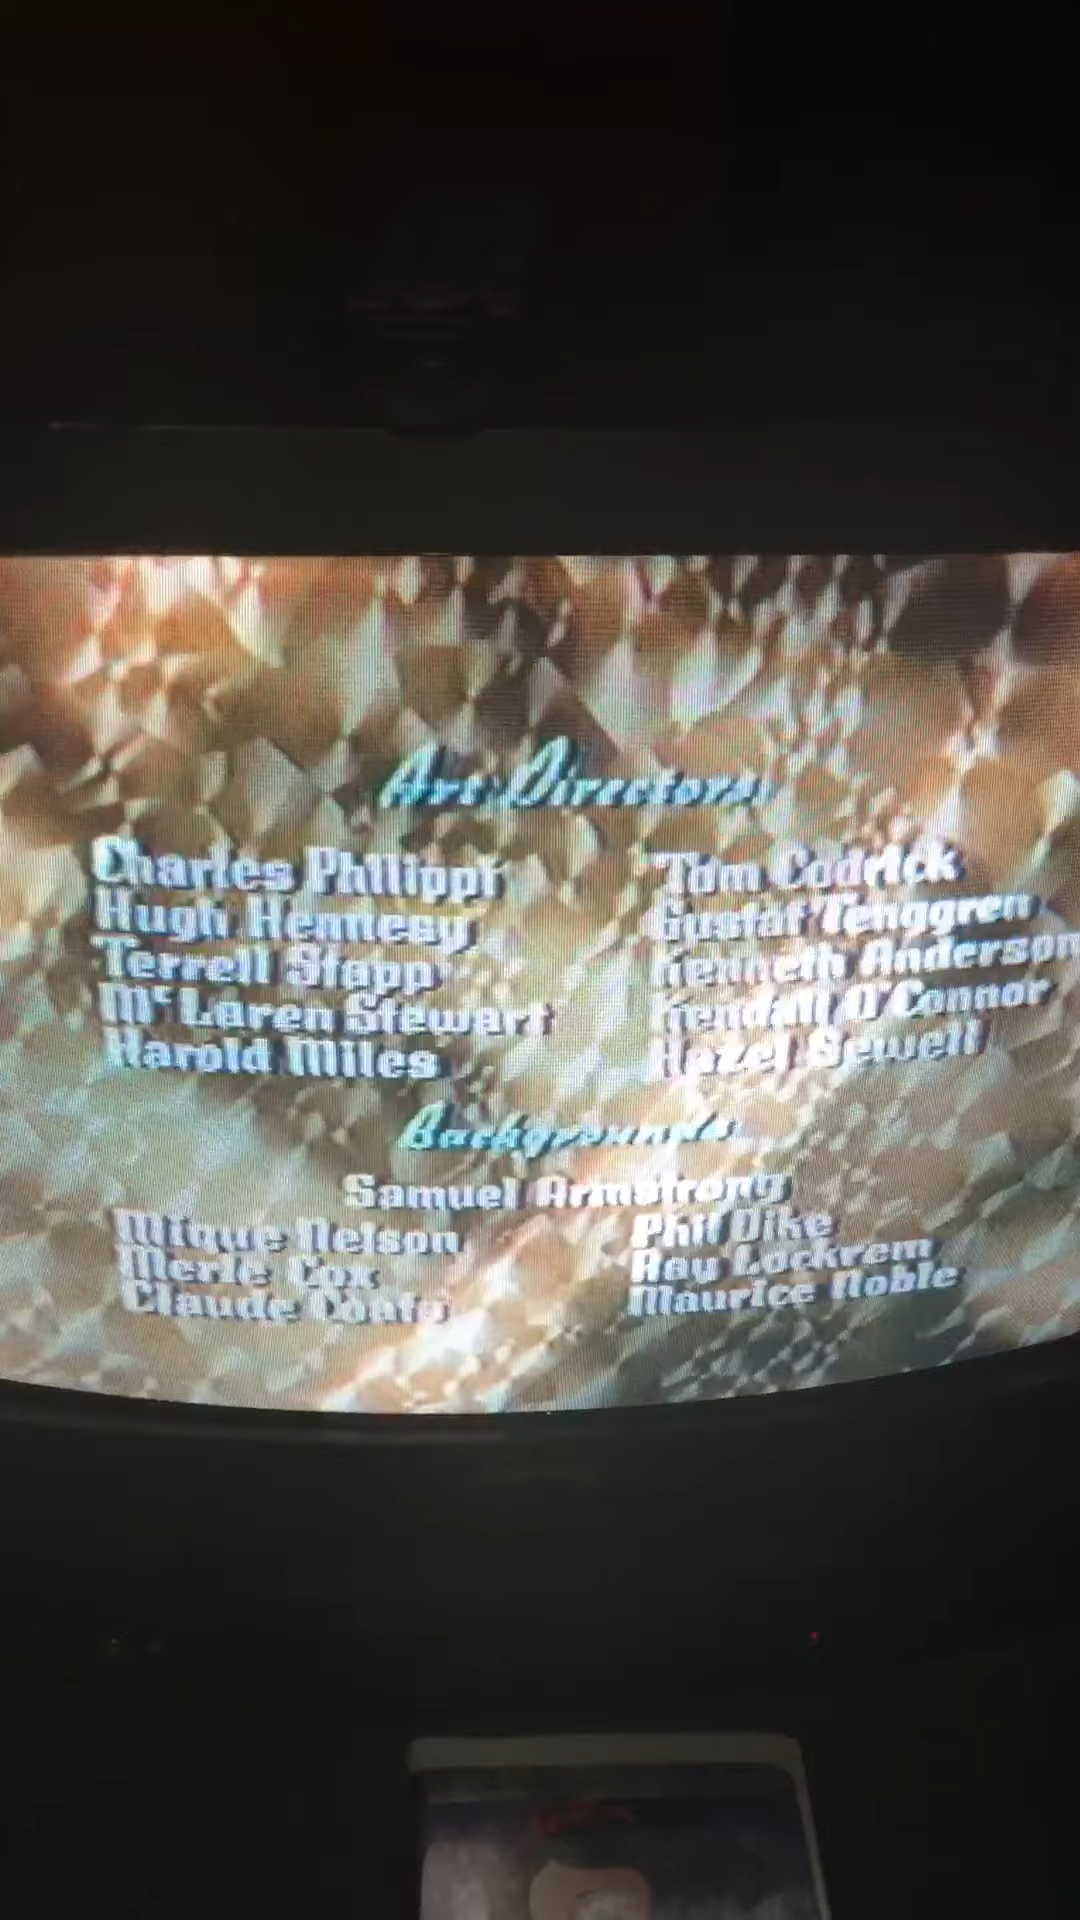 Art Directors
Charles Philippi
Tom Codrick
Hugh Hennesy
Gustaf Tenggren
Terrell Stapp
Kenneth Anderson
McLaren Stewart
Kendall O'Connor
Harold Miles
Hazel Sewell
Backgrounds
Samuel Armstrong
Mique Nelson
Phil Dike
Merle Cox
Ray Lockrem
Claude Coats
Maurice Noble